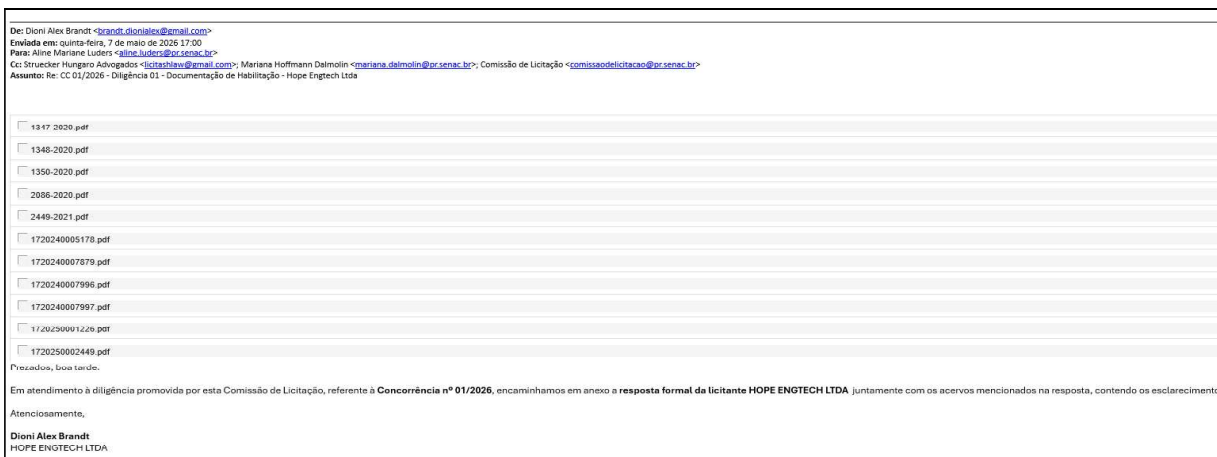 De: Dioni Alex Brandt <brandt.dionialex@gmail.com>
Enviada em: quinta-feira, 7 de maio de 2026 17:00
Para: Aline Mariane Luders <aline.luders@pr.senac.br>
Cc: Struecker Hungaro Advogados <licitashlaw@gmail.com>; Mariana Hoffmann Dalmolin <mariana.dalmolin@pr.senac.br>; Comissão de Licitação <comissaodelicitacao@pr.senac.br>
Assunto: Re: CC 01/2026 - Diligência 01 - Documentação de Habilitação - Hope Engtech Ltda
1347-2020.pdf
1348-2020.pdf
1350-2020.pdf
2086-2020.pdf
2449-2021.pdf
1720240005178.pdf
1720240007879.pdf
1720240007996.pdf
1720240007997.pdf
1720250001226.pdf
1720250002449.pdf
Prezados, boa tarde.
Em atendimento à diligência promovida por esta Comissão de Licitação, referente à Concorrência nº 01/2026, encaminhamos em anexo a resposta formal da licitante HOPE ENGTECH LTDA juntamente com os acervos mencionados na resposta, contendo os esclarecimento
Atenciosamente,
Dioni Alex Brandt
HOPE ENGTECH LTDA